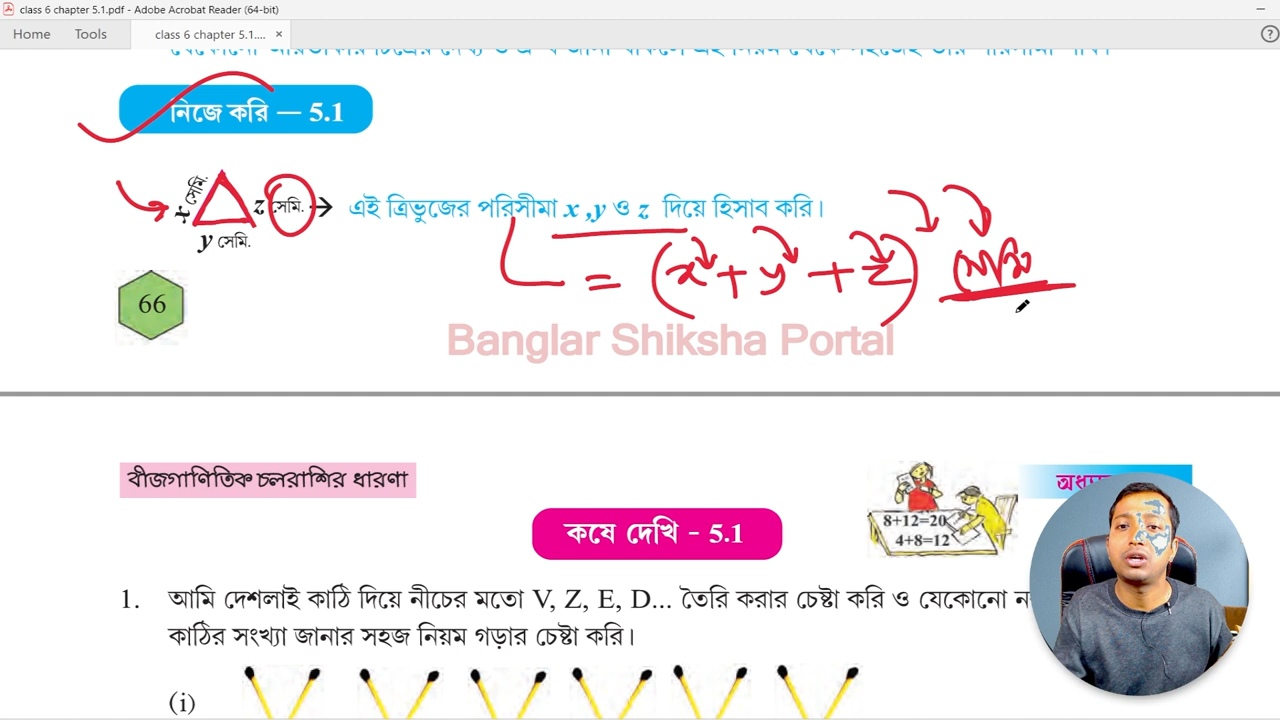 class 6 chapter 5.1.pdf - Adobe Acrobat Reader (64-bit)
Home Tools class 6 chapter 5.1.... × ?
নিজে করি — 5.1
x সেমি. z সেমি. → এই ত্রিভুজের পরিসীমা x ,y ও z দিয়ে হিসাব করি।
y সেমি.
= (x + y + z) সেমি
66
Banglar Shiksha Portal
বীজগাণিতিক চলরাশির ধারণা
কষে দেখি - 5.1
8+12=20
4+8=12
1. আমি দেশলাই কাঠি দিয়ে নীচের মতো V, Z, E, D... তৈরি করার চেষ্টা করি ও যেকোনো
কাঠির সংখ্যা জানার সহজ নিয়ম গড়ার চেষ্টা করি।
(i)